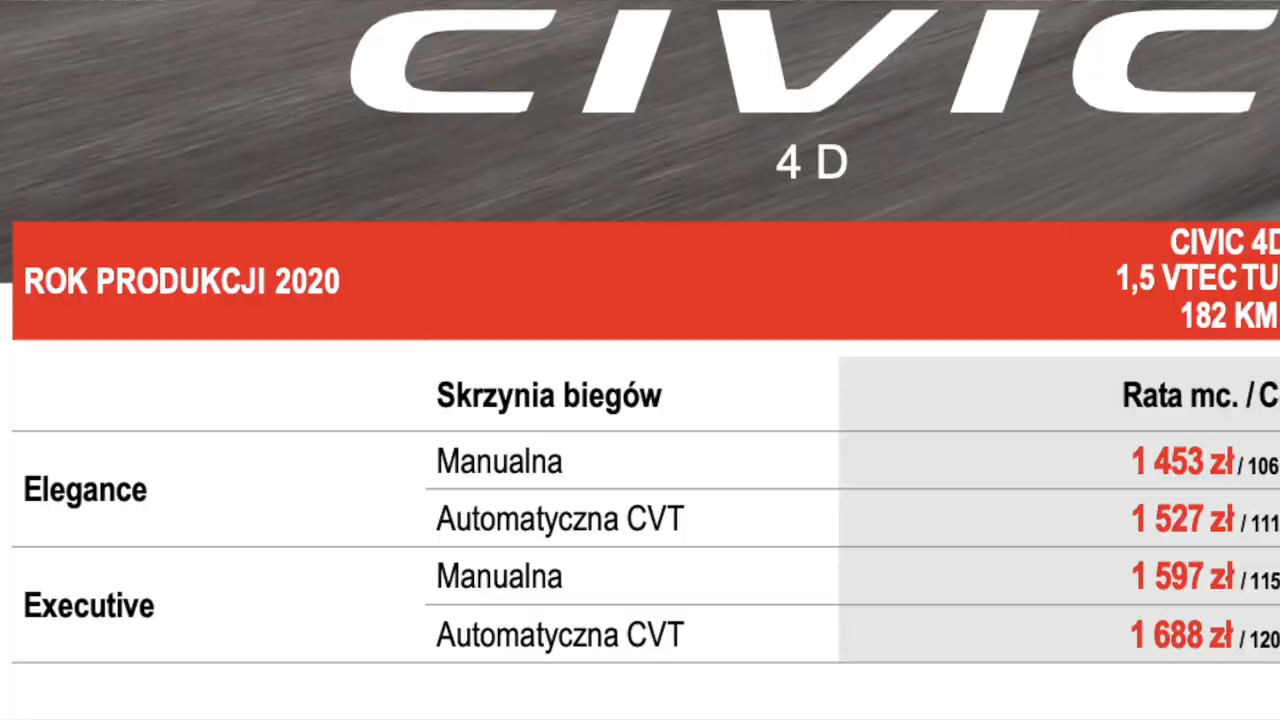 CIVIC
4 D
ROK PRODUKCJI 2020
CIVIC 4D
1,5 VTEC TU
182 KM
Skrzynia biegów
Rata mc. / C
Elegance
Manualna
1 453 zł / 106
Automatyczna CVT
1 527 zł / 111
Executive
Manualna
1 597 zł / 115
Automatyczna CVT
1 688 zł / 120